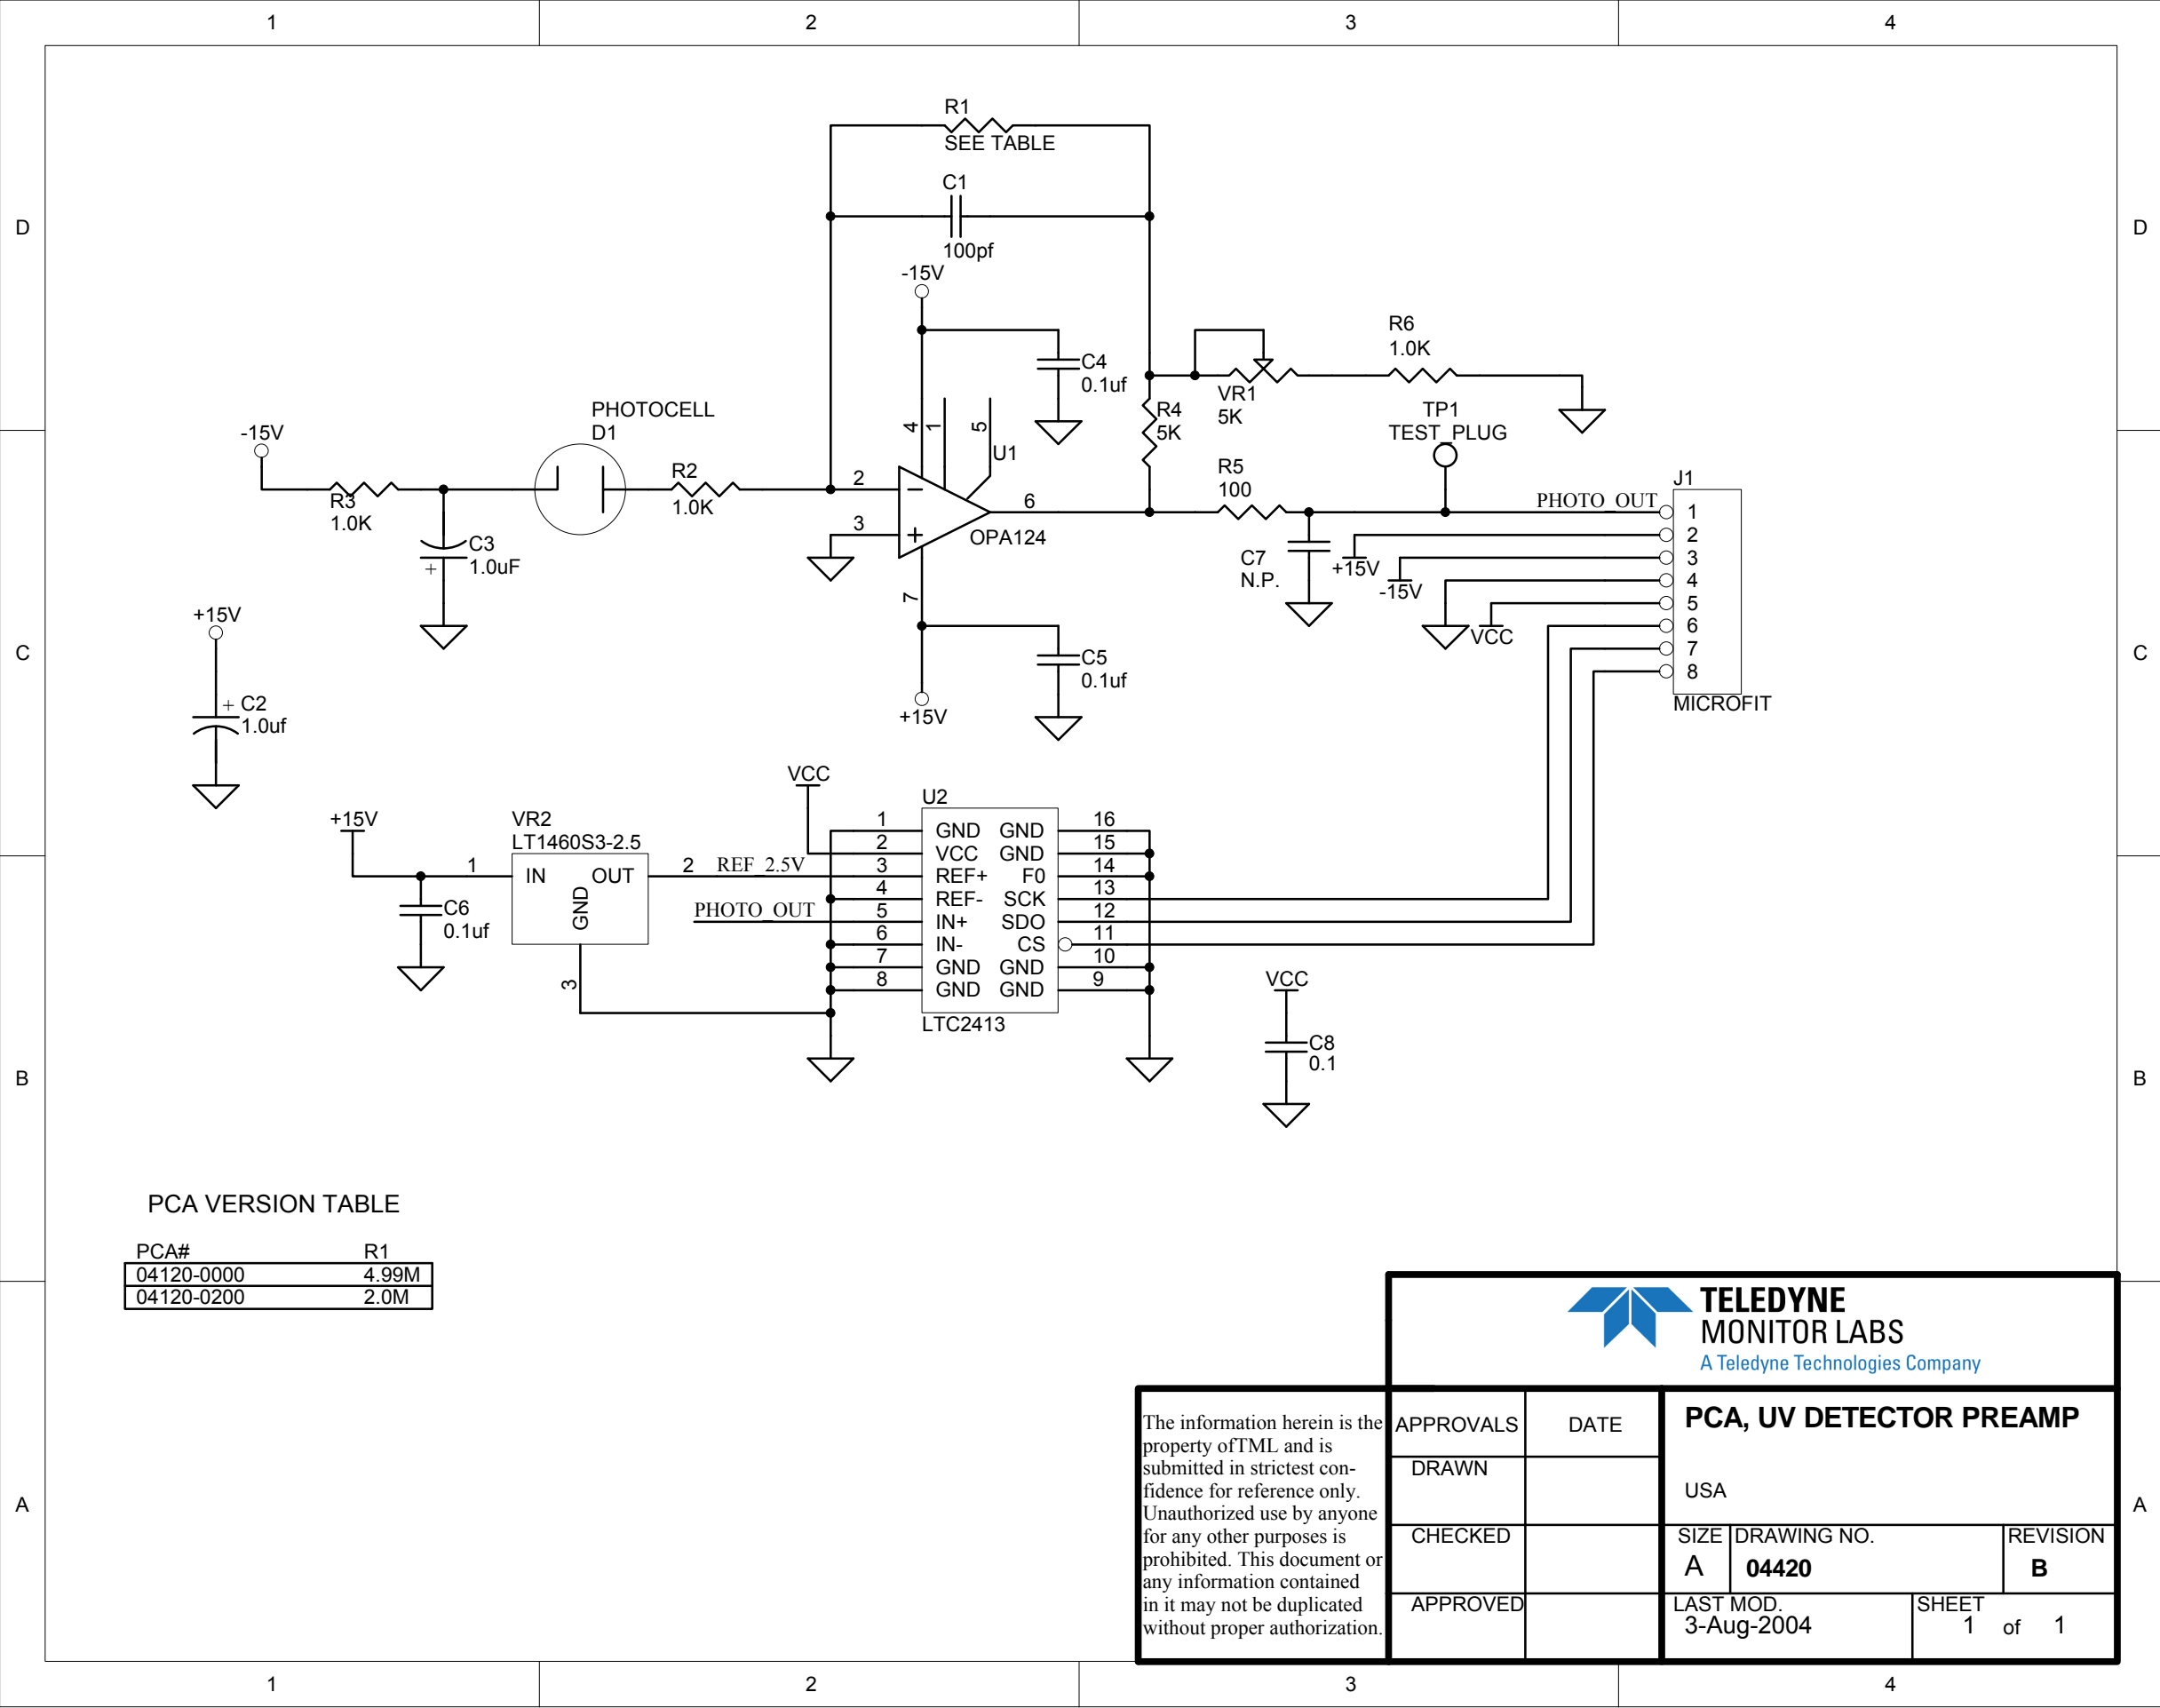 1 2 3 4
D D
C C
B B
A A
R1
SEE TABLE
C1
100pf
-15V
C4
0.1uf
R6
1.0K
VR1
5K
R4
5K
TP1
TEST_PLUG
PHOTOCELL
D1
-15V
R3
1.0K
C3
+ 1.0uF
R2
1.0K
2
3
4
1
5
U1
6
7
OPA124
R5
100
C7
N.P.
PHOTO_OUT
+15V
-15V
VCC
J1
1
2
3
4
5
6
7
8
MICROFIT
+15V
+ C2
1.0uf
C5
0.1uf
+15V
VCC
+15V
VR2
LT1460S3-2.5
1 IN OUT 2 REF_2.5V
GND
3
C6
0.1uf
PHOTO_OUT
U2
1 GND GND 16
2 VCC GND 15
3 REF+ F0 14
4 REF- SCK 13
5 IN+ SDO 12
6 IN- CS 11
7 GND GND 10
8 GND GND 9
LTC2413
VCC
C8
0.1
PCA VERSION TABLE
PCA# R1
04120-0000 4.99M
04120-0200 2.0M
TELEDYNE
MONITOR LABS
A Teledyne Technologies Company
The information herein is the
property ofTML and is
submitted in strictest con-
fidence for reference only.
Unauthorized use by anyone
for any other purposes is
prohibited. This document or
any information contained
in it may not be duplicated
without proper authorization.
APPROVALS DATE
DRAWN
CHECKED
APPROVED
PCA, UV DETECTOR PREAMP
USA
SIZE DRAWING NO. REVISION
A 04420 B
LAST MOD. SHEET
3-Aug-2004 1 of 1
1 2 3 4